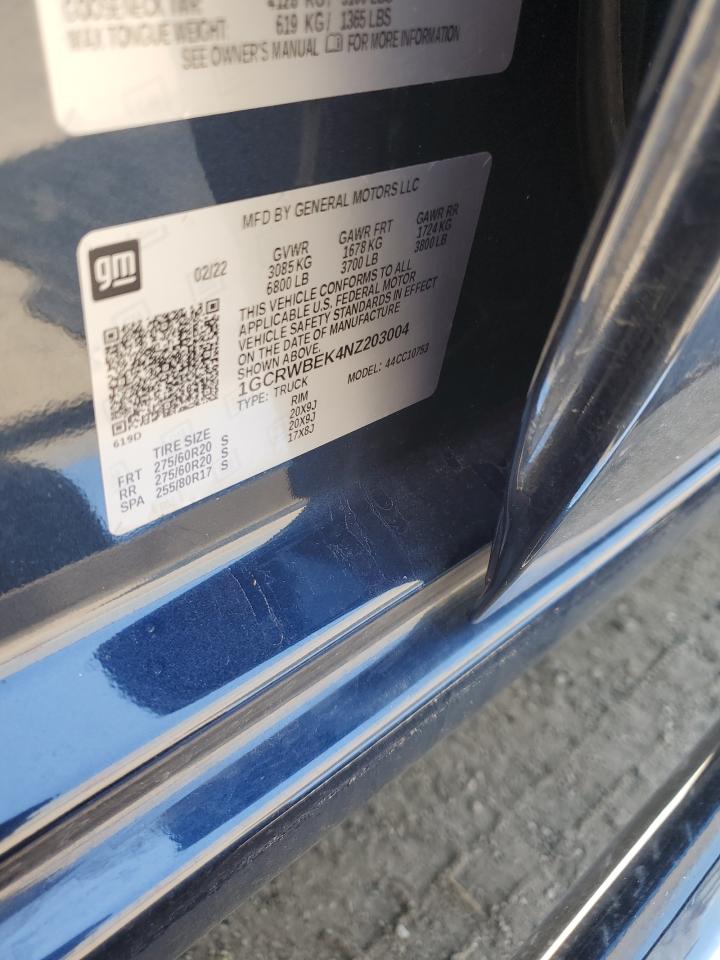 GOOSENECK TWR: 4128 KG/
MAX TONGUE WEIGHT: 619 KG/ 1365 LBS
SEE OWNER'S MANUAL FOR MORE INFORMATION
MFD BY GENERAL MOTORS LLC
gm
02/22
GVWR GAWR FRT GAWR RR
3085 KG 1678 KG 1724 KG
6800 LB 3700 LB 3800 LB
THIS VEHICLE CONFORMS TO ALL
APPLICABLE U.S. FEDERAL MOTOR
VEHICLE SAFETY STANDARDS IN EFFECT
ON THE DATE OF MANUFACTURE
SHOWN ABOVE.
1GCRWBEK4NZ203004
TYPE: TRUCK MODEL: 44CC10753
619D
TIRE SIZE RIM
FRT 275/60R20 S 20X9J
RR 275/60R20 S 20X9J
SPA 255/80R17 S 17X8J